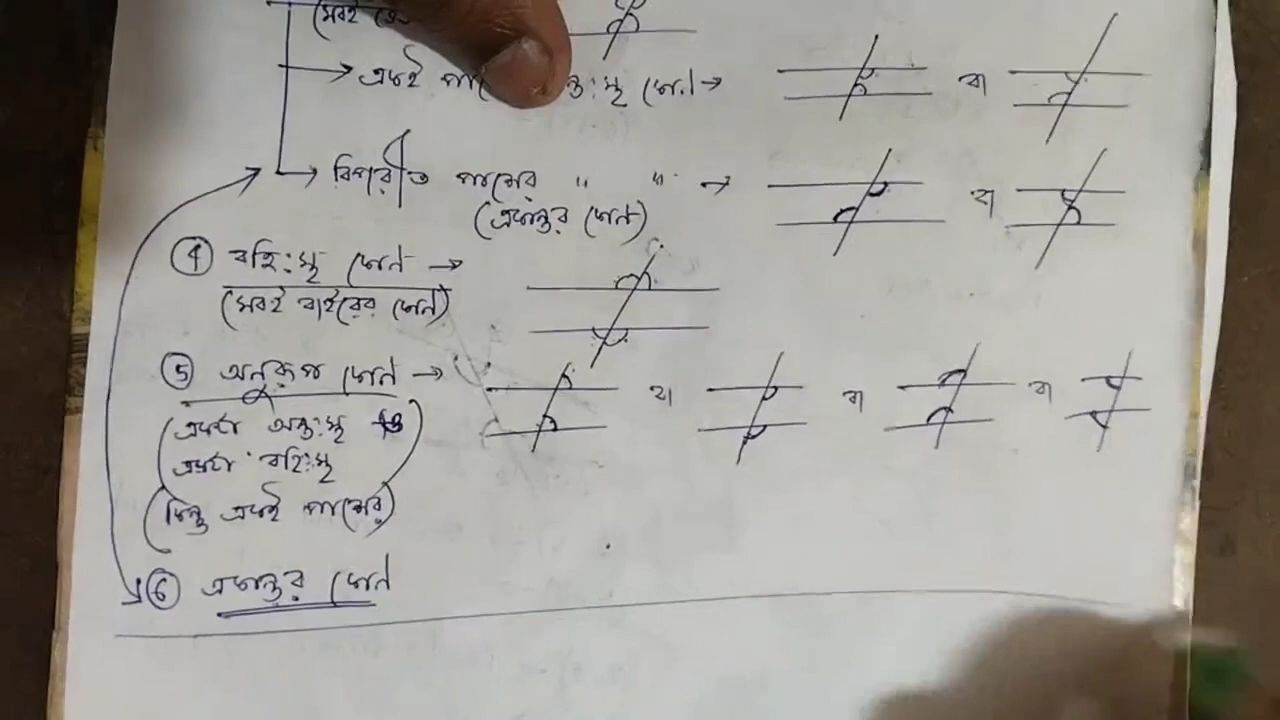 (সবই
→ একই অন্তঃস্থ কোণ → বা
→ বিপরীত পাশের " " → বা
(একান্তর কোণ)
④ বহিঃস্থ কোণ →
(সবই বাইরের কোণ)
⑤ অনুরূপ কোণ → বা বা বা
(একটা অন্তঃস্থ ও
একটা বহিঃস্থ
(কিন্তু একই পাশের)
⑥ একান্তর কোণ